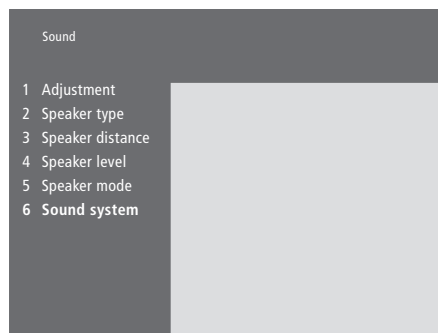 Sound
1 Adjustment
2 Speaker type
3 Speaker distance
4 Speaker level
5 Speaker mode
6 Sound system